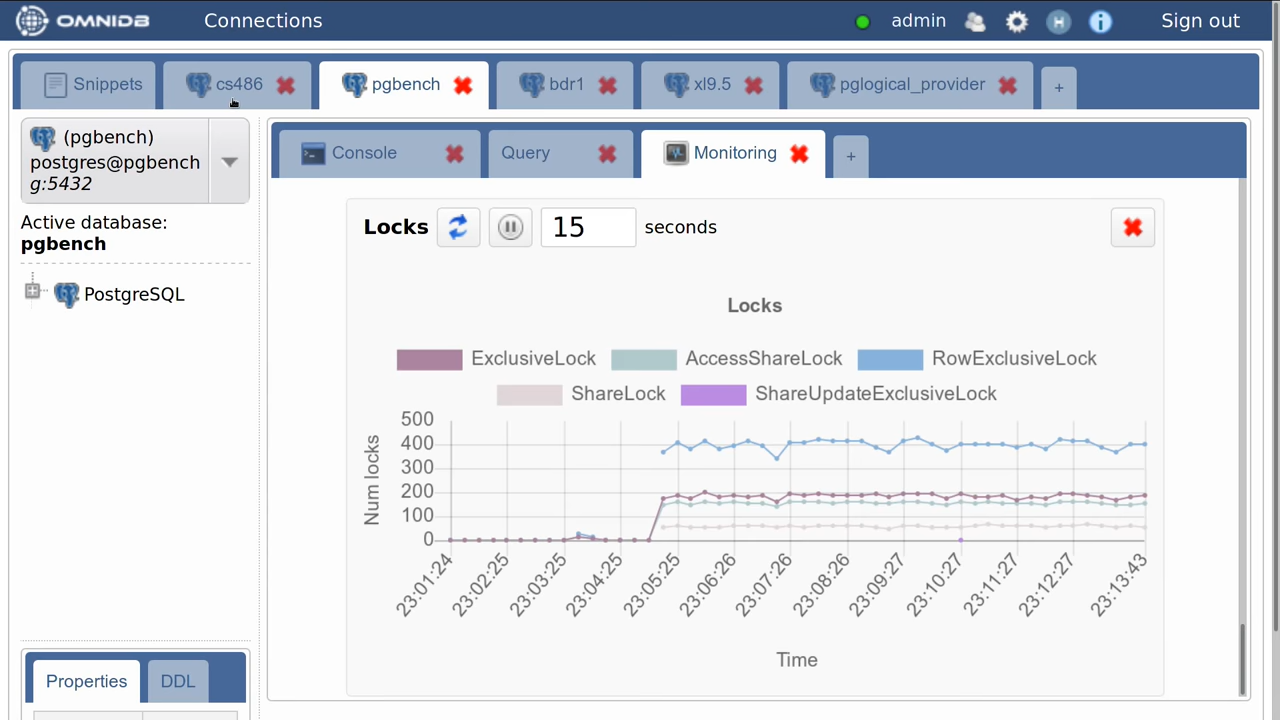 OMNIDB Connections admin H i Sign out
Snippets cs486 pgbench bdr1 xl9.5 pglogical_provider +
(pgbench)
postgres@pgbench
g:5432
Active database:
pgbench
PostgreSQL
Properties DDL
Console Query Monitoring +
Locks 15 seconds
Locks
ExclusiveLock AccessShareLock RowExclusiveLock
ShareLock ShareUpdateExclusiveLock
Num locks
500
400
300
200
100
0
23:01:24 23:02:25 23:03:25 23:04:25 23:05:25 23:06:26 23:07:26 23:08:26 23:09:27 23:10:27 23:11:27 23:12:27 23:13:43
Time